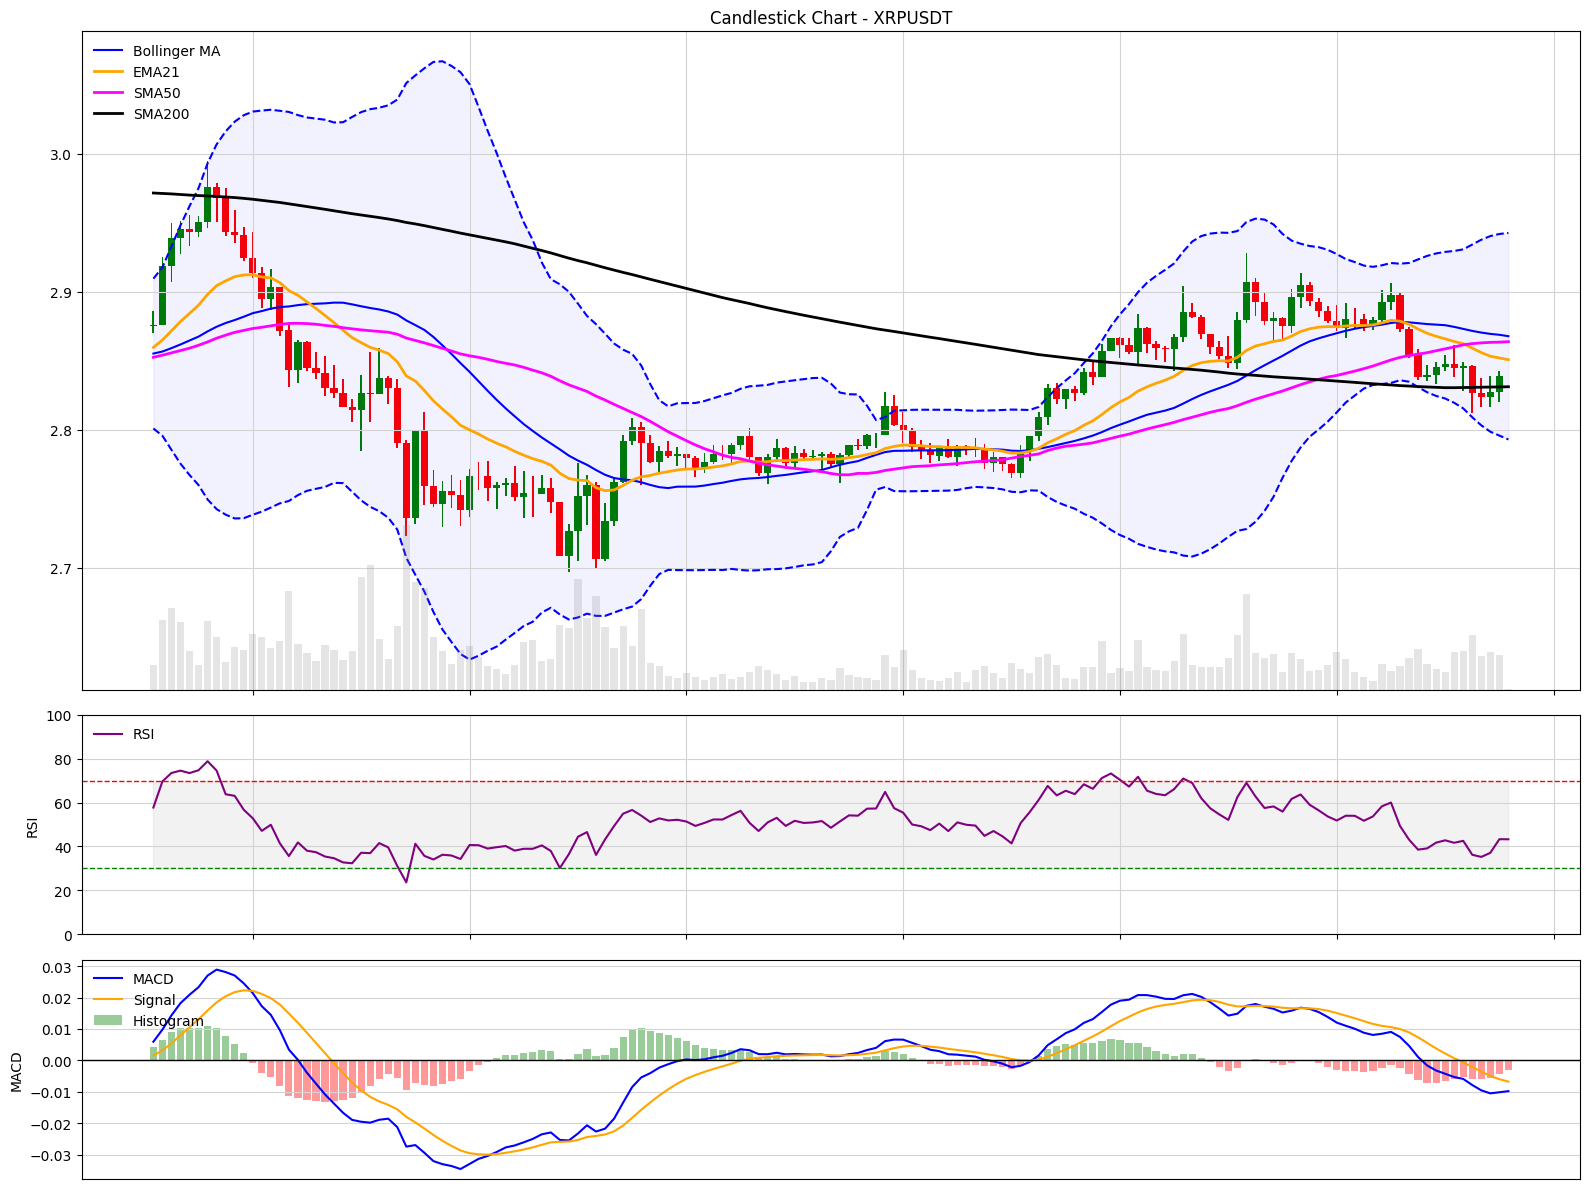 Candlestick Chart - XRPUSDT
Bollinger MA
EMA21
SMA50
SMA200
3.0
2.9
2.8
2.7
100
80
60
40
20
0
RSI
RSI
0.03
0.02
0.01
0.00
−0.01
−0.02
−0.03
MACD
MACD
Signal
Histogram